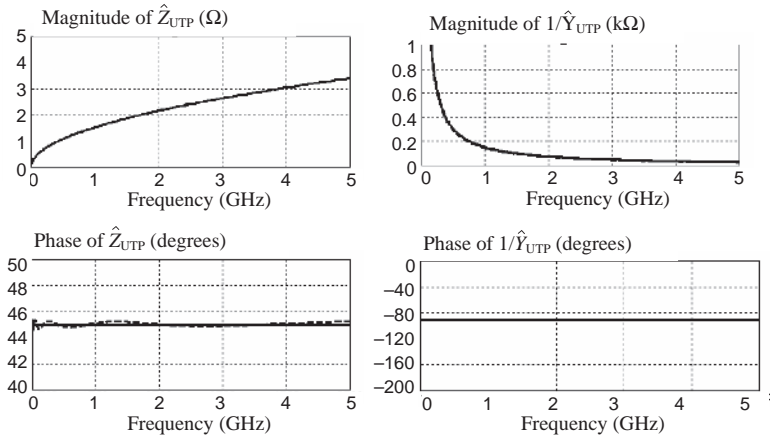 Magnitude of Ẑ_UTP (Ω)
5
4
3
2
1
0
0 1 2 3 4 5
Frequency (GHz)
Magnitude of 1/Ŷ_UTP (kΩ)
1
0.8
0.6
0.4
0.2
0
0 1 2 3 4 5
Frequency (GHz)
Phase of Ẑ_UTP (degrees)
50
48
46
44
42
40
0 1 2 3 4 5
Frequency (GHz)
Phase of 1/Ŷ_UTP (degrees)
0
−40
−80
−120
−160
−200
0 1 2 3 4 5
Frequency (GHz)